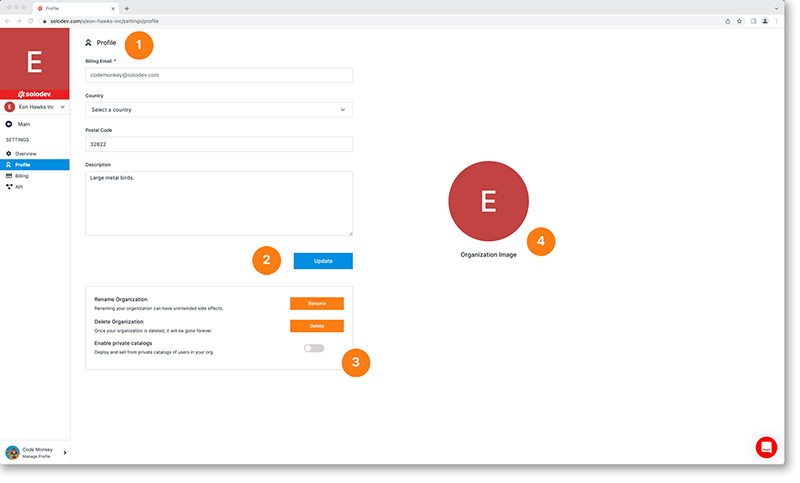 Profile
solodev.com/o/eon-hawks-inc/settings/profile
E
solodev
E Eon Hawks Inc
Main
SETTINGS
Overview
Profile
Billing
API
Code Monkey
Manage Profile
Profile
1
Billing Email *
codemonkey@solodev.com
Country
Select a country
Postal Code
32822
Description
Large metal birds.
2
Update
Rename Organization
Renaming your organization can have unintended side effects.
Rename
Delete Organization
Once your organization is deleted, it will be gone forever.
Delete
Enable private catalogs
Deploy and sell from private catalogs of users in your org
3
E
4
Organization Image